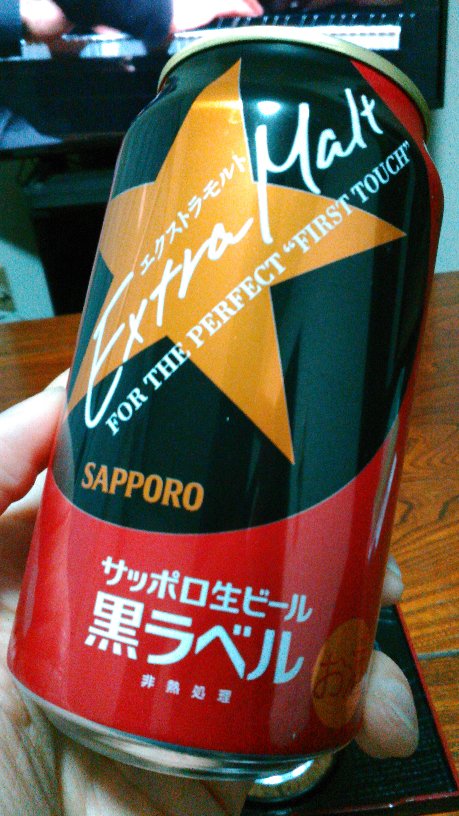 エクストラモルト
Extra Malt
FOR THE PERFECT “FIRST TOUCH”
SAPPORO
サッポロ生ビール
黒ラベル
非熱処理